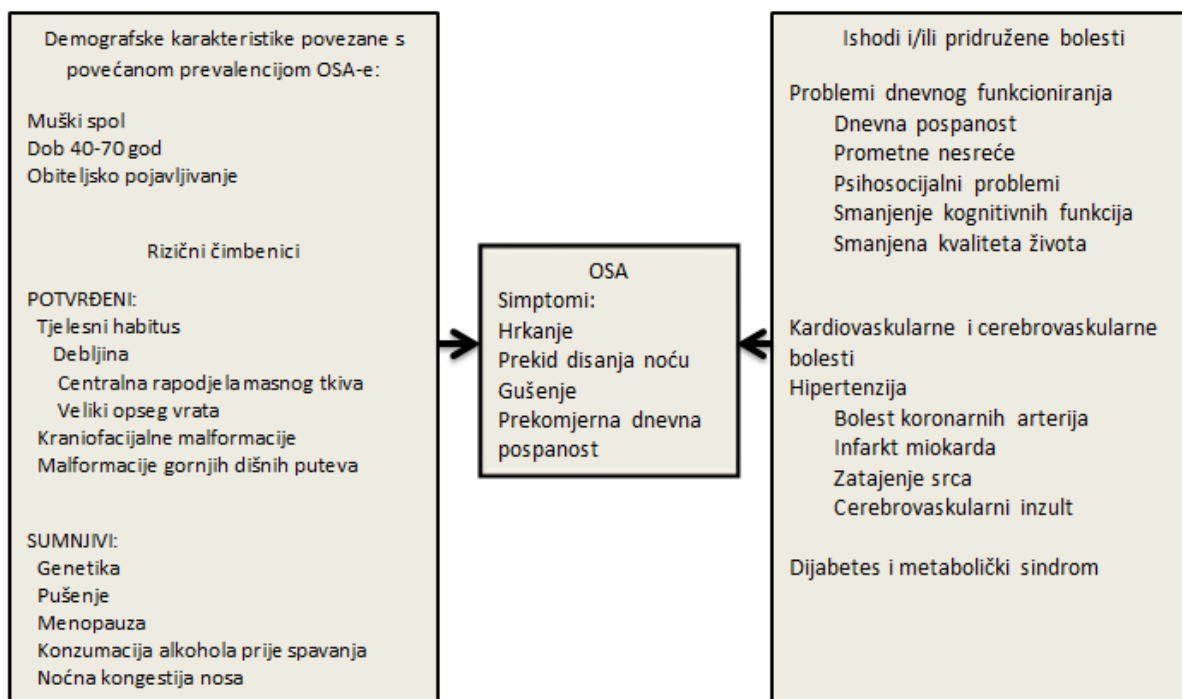 Demografske karakteristike povezane s
povećanom prevalencijom OSA-e:
Muški spol
Dob 40-70 god
Obiteljsko pojavljivanje
Rizični čimbenici
POTVRĐENI:
Tjelesni habitus
Debljina
Centralna rapodjela masnog tkiva
Veliki opseg vrata
Kraniofacijalne malformacije
Malformacije gornjih dišnih puteva
SUMNJIVI:
Genetika
Pušenje
Menopauza
Konzumacija alkohola prije spavanja
Noćna kongestija nosa
OSA
Simptomi:
Hrkanje
Prekid disanja noću
Gušenje
Prekomjerna dnevna
pospanost
Ishodi i/ili pridružene bolesti
Problemi dnevnog funkcioniranja
Dnevna pospanost
Prometne nesreće
Psihosocijalni problemi
Smanjenje kognitivnih funkcija
Smanjena kvaliteta života
Kardiovaskularne i cerebrovaskularne
bolesti
Hipertenzija
Bolest koronarnih arterija
Infarkt miokarda
Zatajenje srca
Cerebrovaskularni inzult
Dijabetes i metabolički sindrom